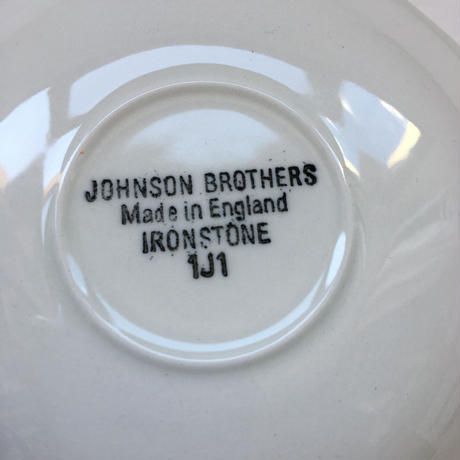 JOHNSON BROTHERS
Made in England
IRONSTONE
1J1